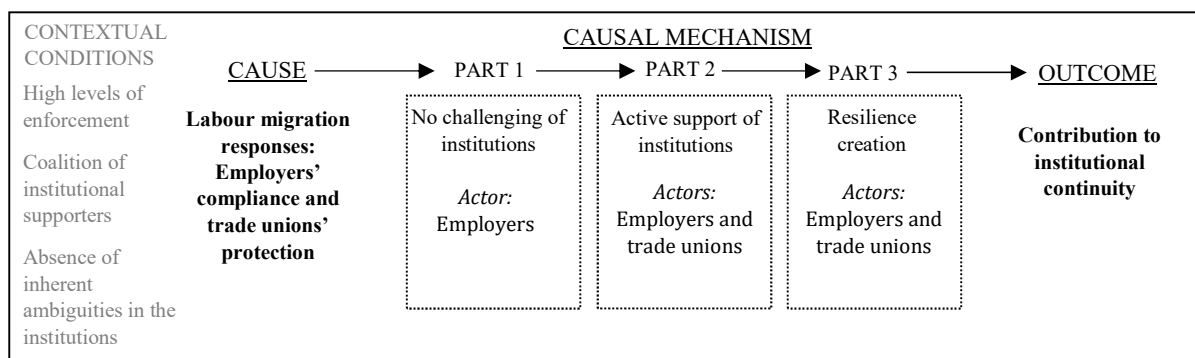 CONTEXTUAL
CONDITIONS
High levels of
enforcement
Coalition of
institutional
supporters
Absence of
inherent
ambiguities in the
institutions
CAUSAL MECHANISM
CAUSE
PART 1
PART 2
PART 3
OUTCOME
Labour migration
responses:
Employers’
compliance and
trade unions’
protection
No challenging of
institutions
Actor:
Employers
Active support of
institutions
Actors:
Employers and
trade unions
Resilience
creation
Actors:
Employers and
trade unions
Contribution to
institutional
continuity